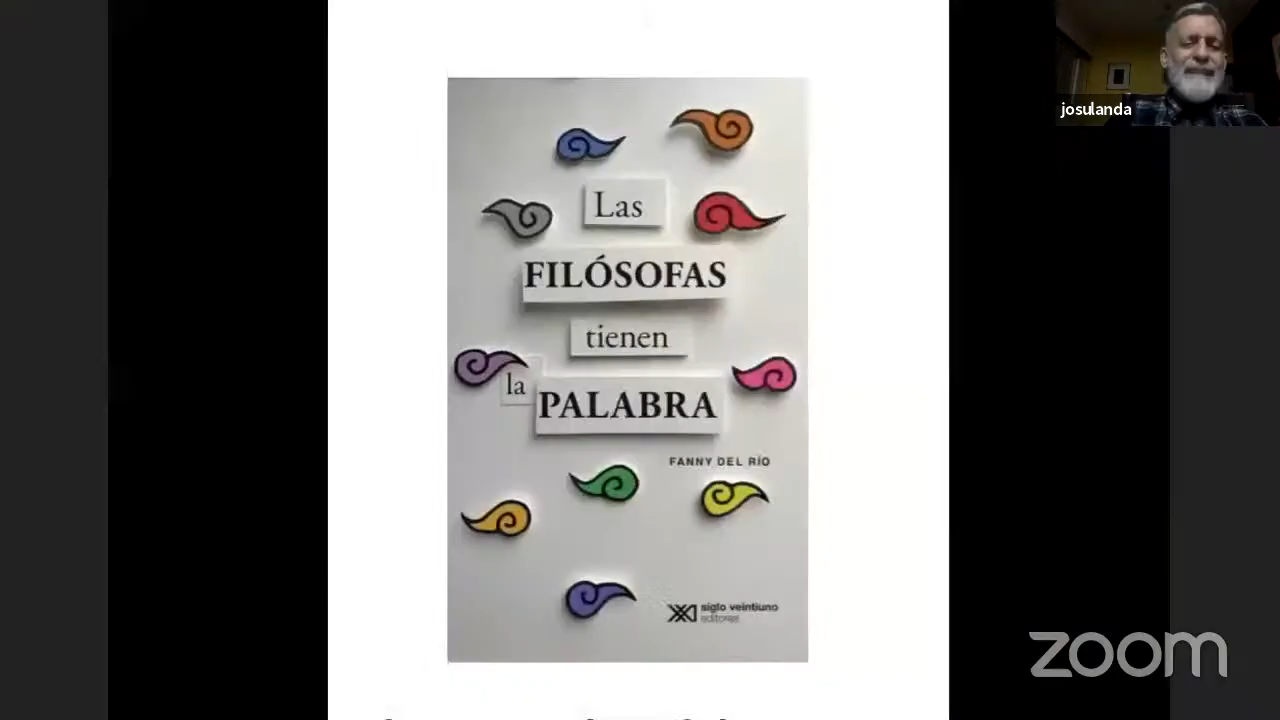 josulanda
Las
FILÓSOFAS
tienen
la
PALABRA
FANNY DEL RÍO
siglo veintiuno
editores
zoom